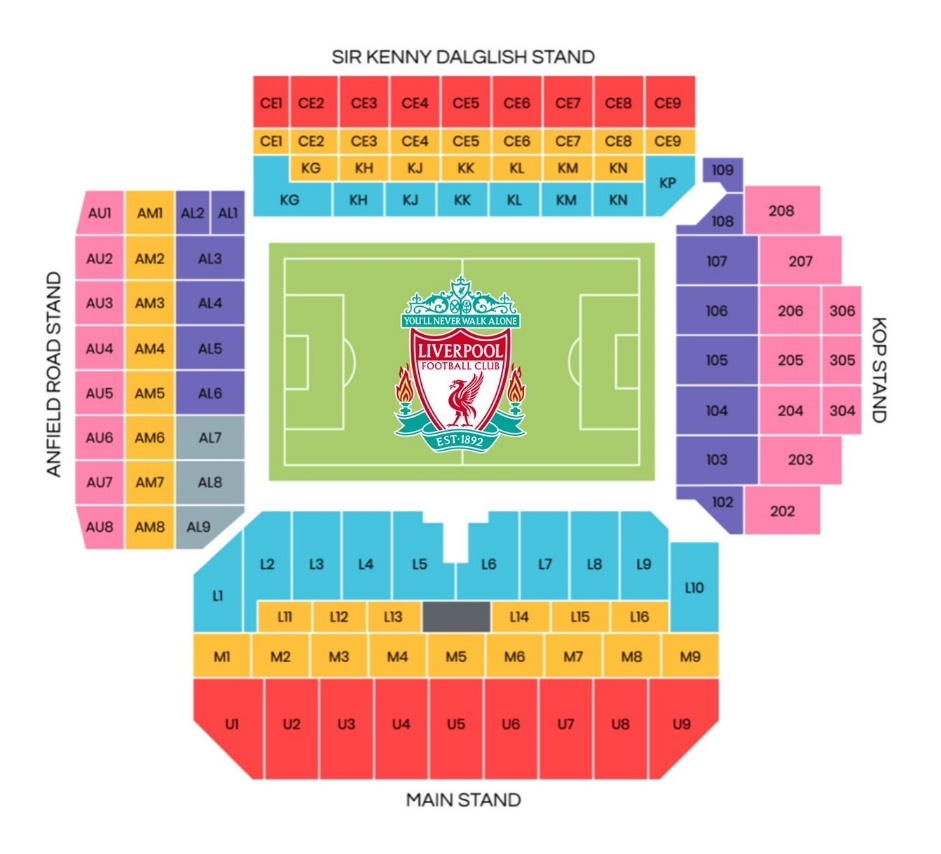 SIR KENNY DALGLISH STAND
CE1 CE2 CE3 CE4 CE5 CE6 CE7 CE8 CE9
CE1 CE2 CE3 CE4 CE5 CE6 CE7 CE8 CE9
KG KH KJ KK KL KM KN
KP
KG KH KJ KK KL KM KN
ANFIELD ROAD STAND
AU1 AM1 AL2 AL1
AU2 AM2 AL3
AU3 AM3 AL4
AU4 AM4 AL5
AU5 AM5 AL6
AU6 AM6 AL7
AU7 AM7 AL8
AU8 AM8 AL9
YOU'LL NEVER WALK ALONE
LIVERPOOL
FOOTBALL CLUB
EST·1892
109
108 208
107 207
106 206 306
105 205 305
104 204 304
103 203
102 202
KOP STAND
L1 L2 L3 L4 L5 L6 L7 L8 L9 L10
L11 L12 L13 L14 L15 L16
M1 M2 M3 M4 M5 M6 M7 M8 M9
U1 U2 U3 U4 U5 U6 U7 U8 U9
MAIN STAND